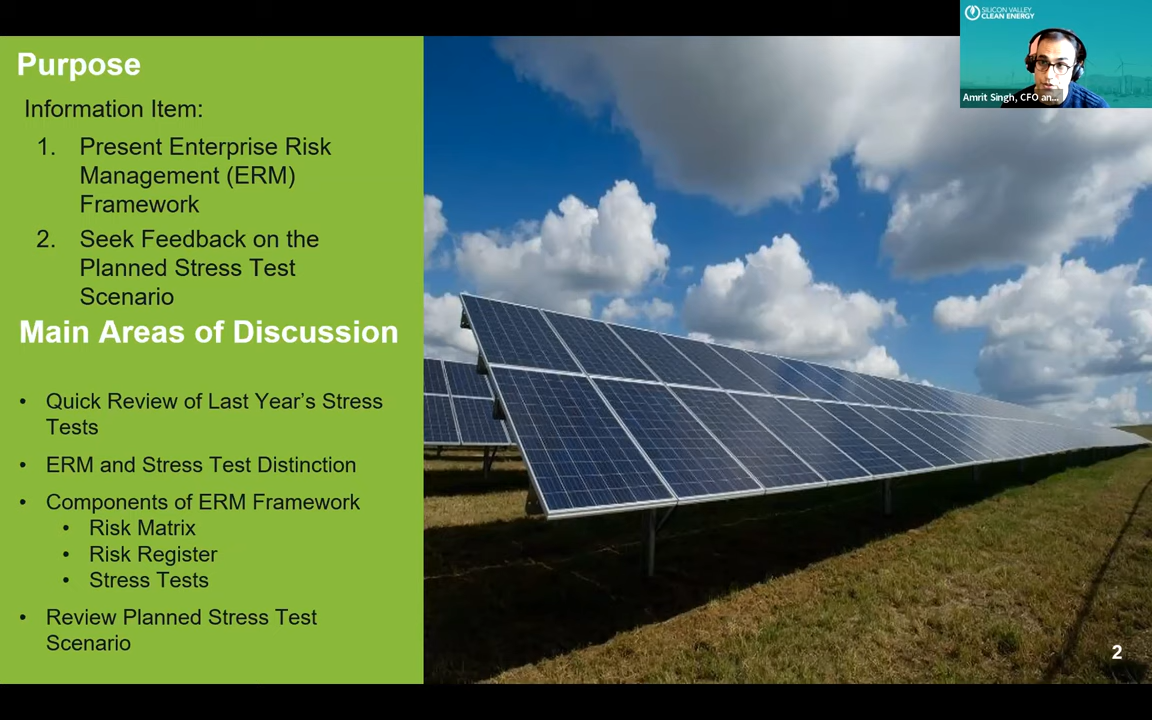 Purpose
Information Item:
1. Present Enterprise Risk
Management (ERM)
Framework
2. Seek Feedback on the
Planned Stress Test
Scenario
Main Areas of Discussion
• Quick Review of Last Year’s Stress
Tests
• ERM and Stress Test Distinction
• Components of ERM Framework
• Risk Matrix
• Risk Register
• Stress Tests
• Review Planned Stress Test
Scenario
SILICON VALLEY
CLEAN ENERGY
Amrit Singh, CFO an...
2